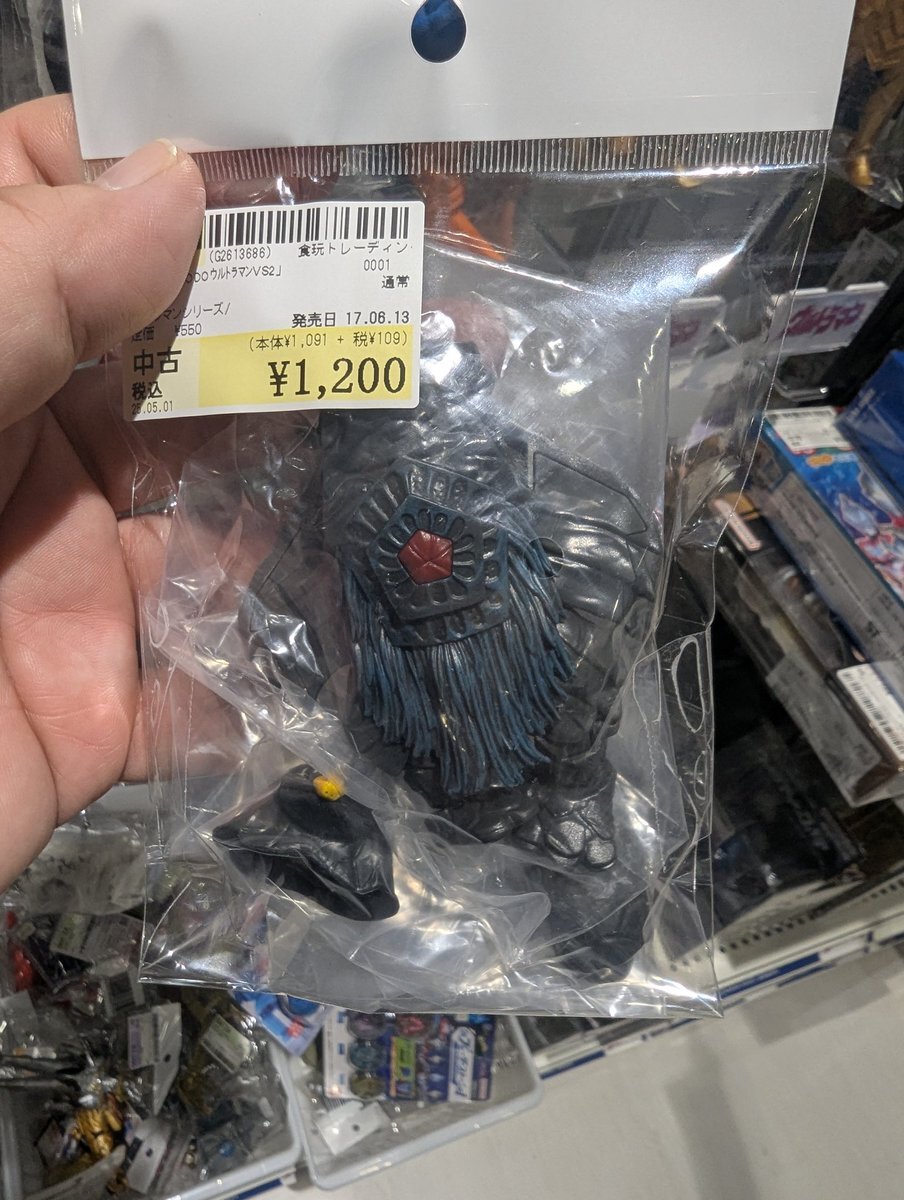 (G2613686) 食玩トレーディン
ウルトラマンVS2」 0001
通常
マンシリーズ/
定価 ¥550 発売日 17.06.13
(本体¥1,091 + 税¥109)
中古 ¥1,200
税込
25.05.01